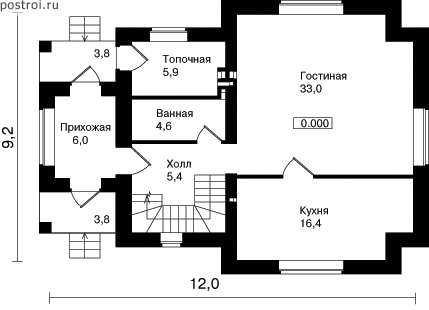 postroi.ru
3,8
Топочная
5,9
Гостиная
33,0
Ванная
4,6
0.000
Прихожая
6,0
Холл
5,4
3,8
Кухня
16,4
9,2
12,0